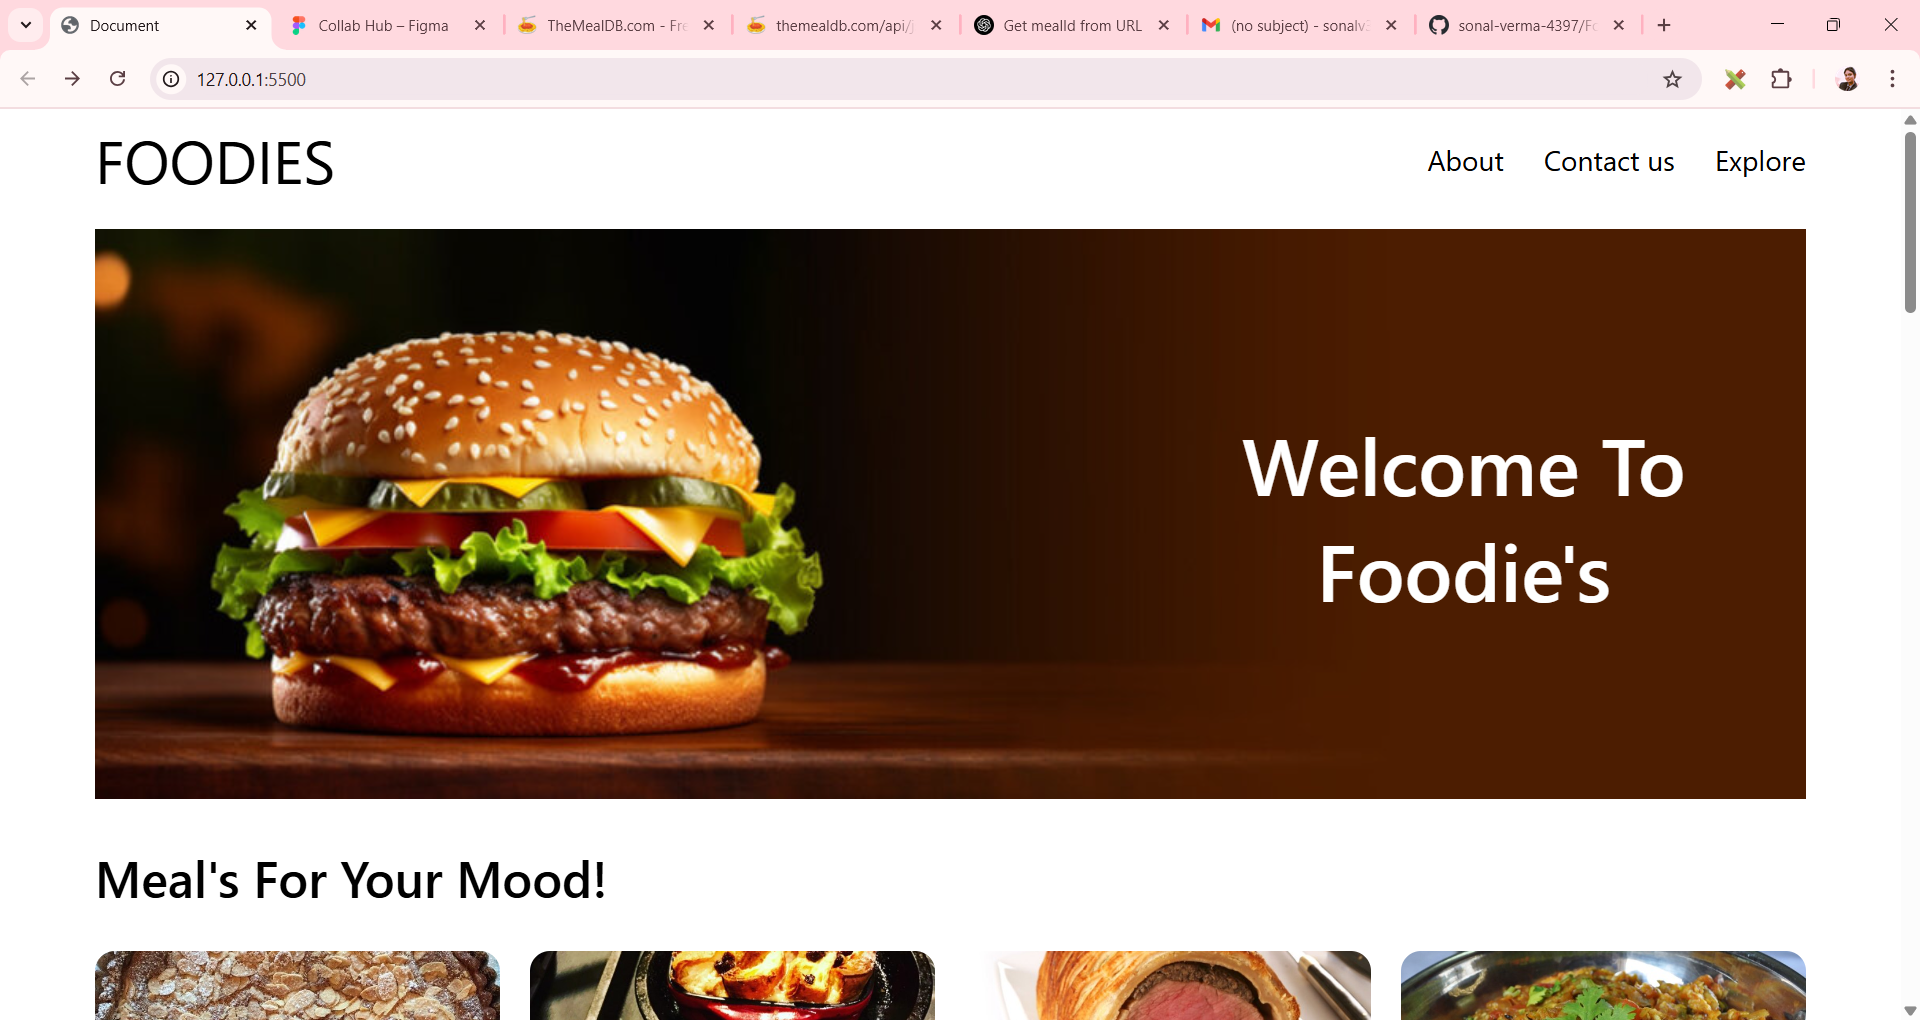 Document
Collab Hub – Figma
TheMealDB.com - Fre
themealdb.com/api/j
Get mealId from URL
(no subject) - sonalv
sonal-verma-4397/Fo
127.0.0.1:5500
FOODIES
About
Contact us
Explore
Welcome To
Foodie's
Meal's For Your Mood!